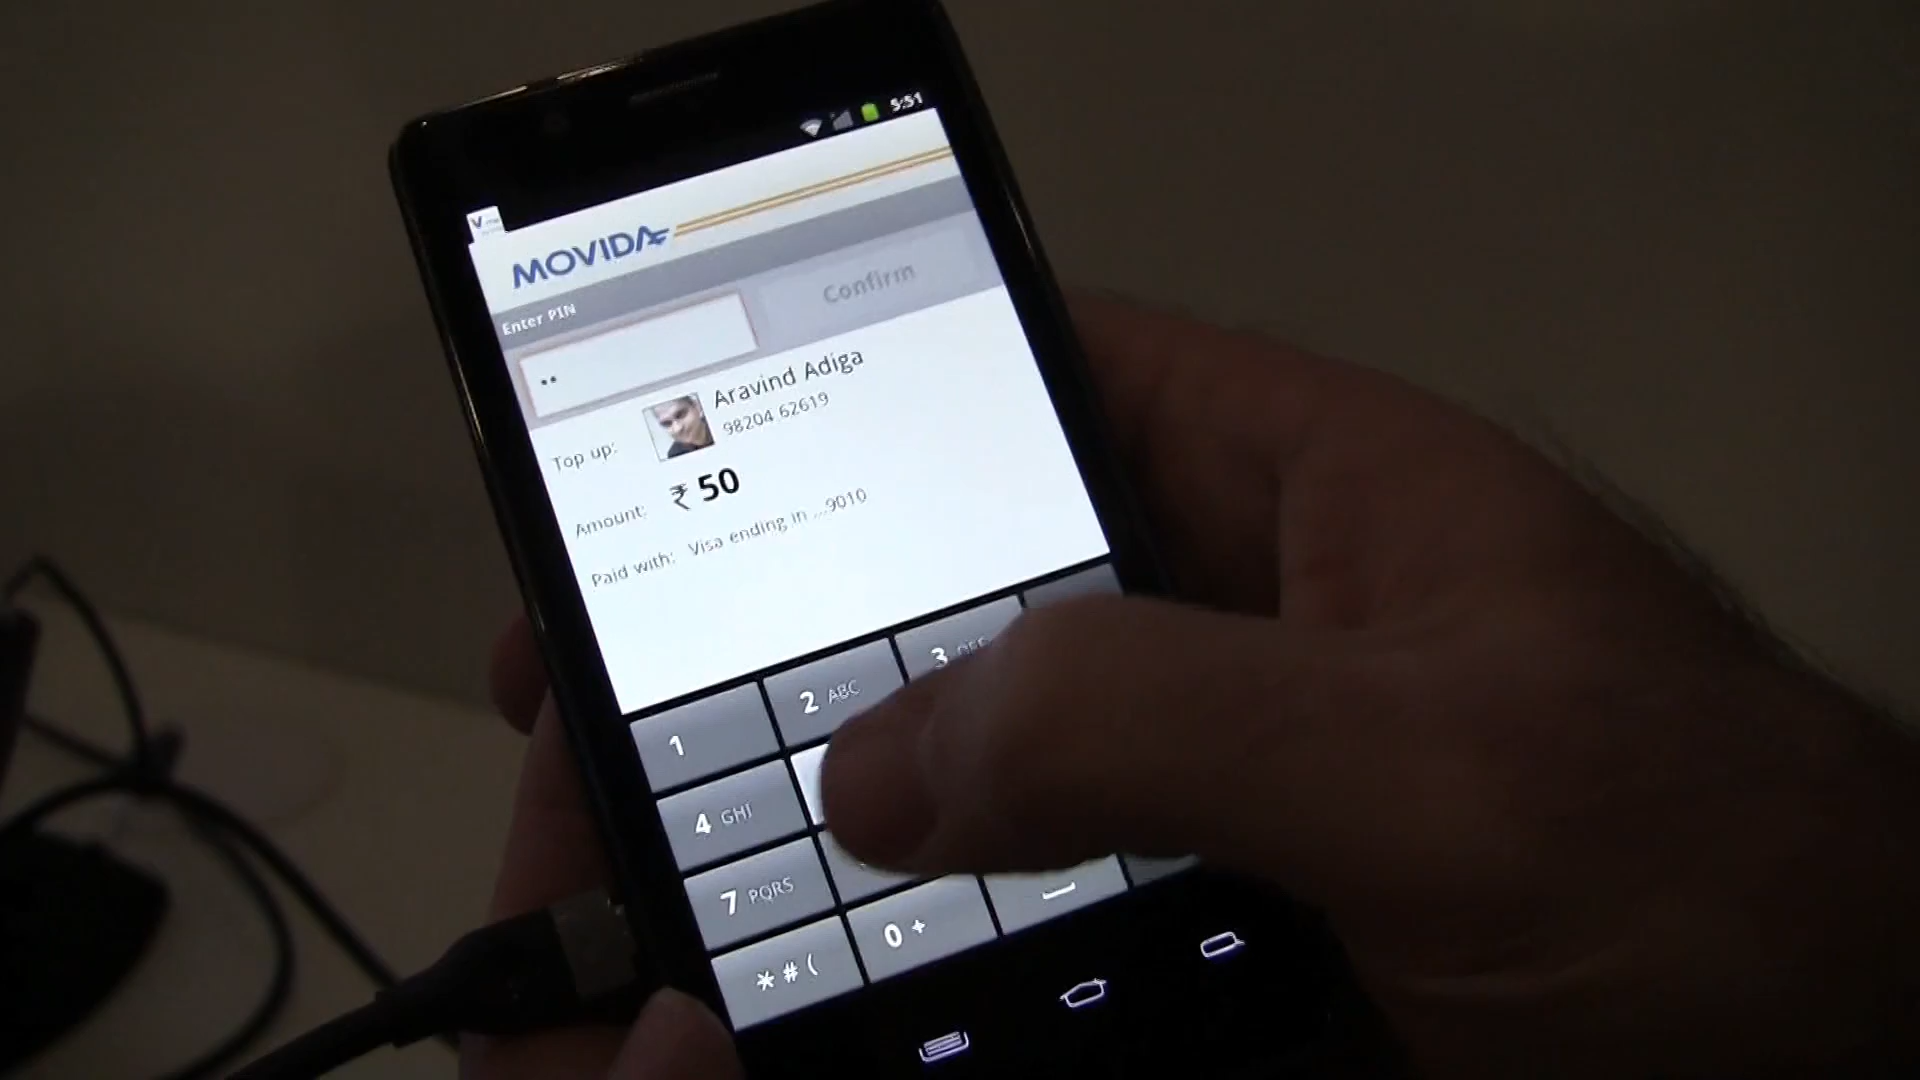 5:51
MOVIDA
Enter PIN
Confirm
Top up:
Aravind Adiga
98204 62619
Amount:
₹ 50
Paid with: Visa ending in ...9010
1
2 ABC
3
4 GHI
7 PQRS
* # (
0 +